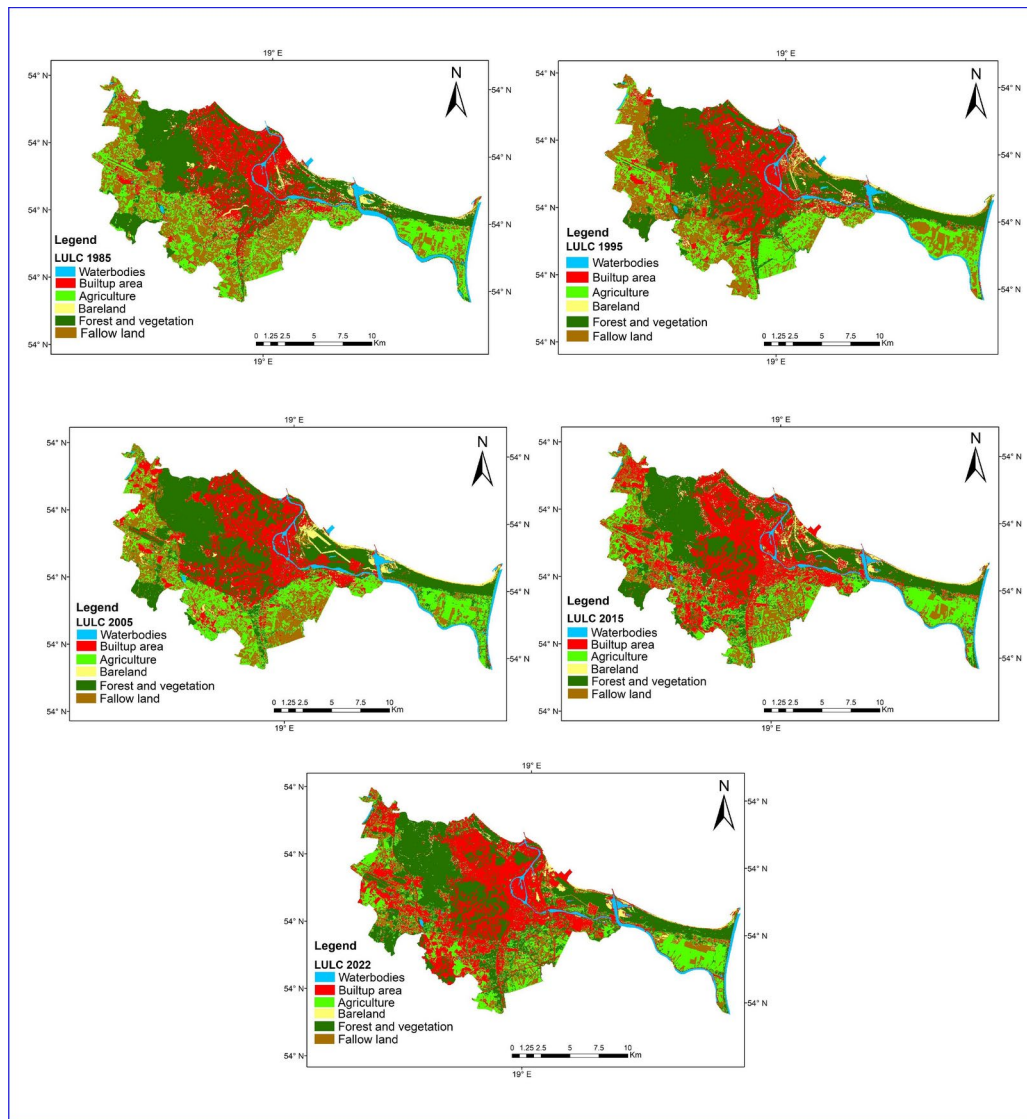 19° E
54° N
N
54° N
54° N
54° N
54° N
54° N
Legend
LULC 1985
Waterbodies
Builtup area
Agriculture
Bareland
Forest and vegetation
Fallow land
54° N
54° N
54° N
0 1.25 2.5 5 7.5 10
Km
19° E
19° E
54° N
N
54° N
54° N
54° N
54° N
54° N
Legend
LULC 1995
Waterbodies
Builtup area
Agriculture
Bareland
Forest and vegetation
Fallow land
54° N
54° N
54° N
0 1.25 2.5 5 7.5 10
Km
19° E
19° E
54° N
N
54° N
54° N
54° N
54° N
54° N
Legend
LULC 2005
Waterbodies
Builtup area
Agriculture
Bareland
Forest and vegetation
Fallow land
54° N
54° N
54° N
0 1.25 2.5 5 7.5 10
Km
19° E
19° E
54° N
N
54° N
54° N
54° N
54° N
54° N
Legend
LULC 2015
Waterbodies
Builtup area
Agriculture
Bareland
Forest and vegetation
Fallow land
54° N
54° N
54° N
0 1.25 2.5 5 7.5 10
Km
19° E
19° E
54° N
N
54° N
54° N
54° N
54° N
54° N
Legend
LULC 2022
Waterbodies
Builtup area
Agriculture
Bareland
Forest and vegetation
Fallow land
54° N
54° N
54° N
0 1.25 2.5 5 7.5 10
Km
19° E